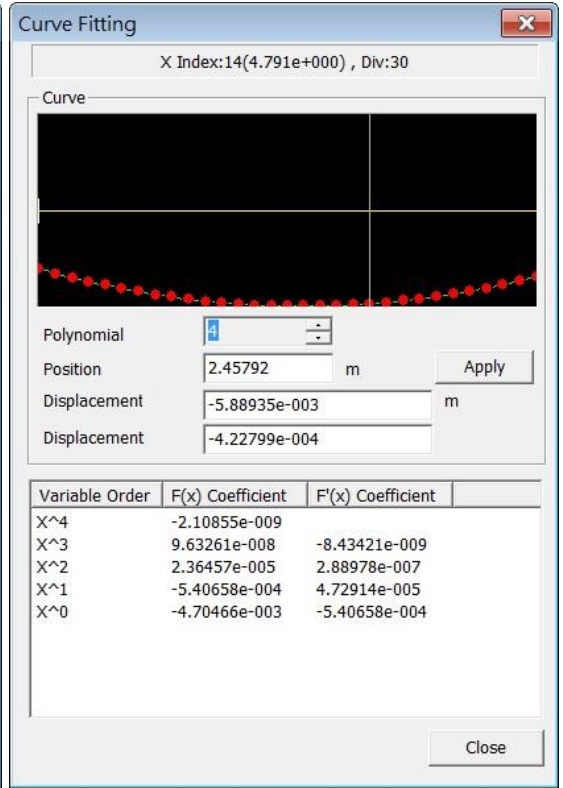 Curve Fitting
X Index:14(4.791e+000) , Div:30
Curve
Polynomial 4
Position 2.45792 m Apply
Displacement -5.88935e-003 m
Displacement -4.22799e-004
Variable Order F(x) Coefficient F'(x) Coefficient
X^4 -2.10855e-009
X^3 9.63261e-008 -8.43421e-009
X^2 2.36457e-005 2.88978e-007
X^1 -5.40658e-004 4.72914e-005
X^0 -4.70466e-003 -5.40658e-004
Close